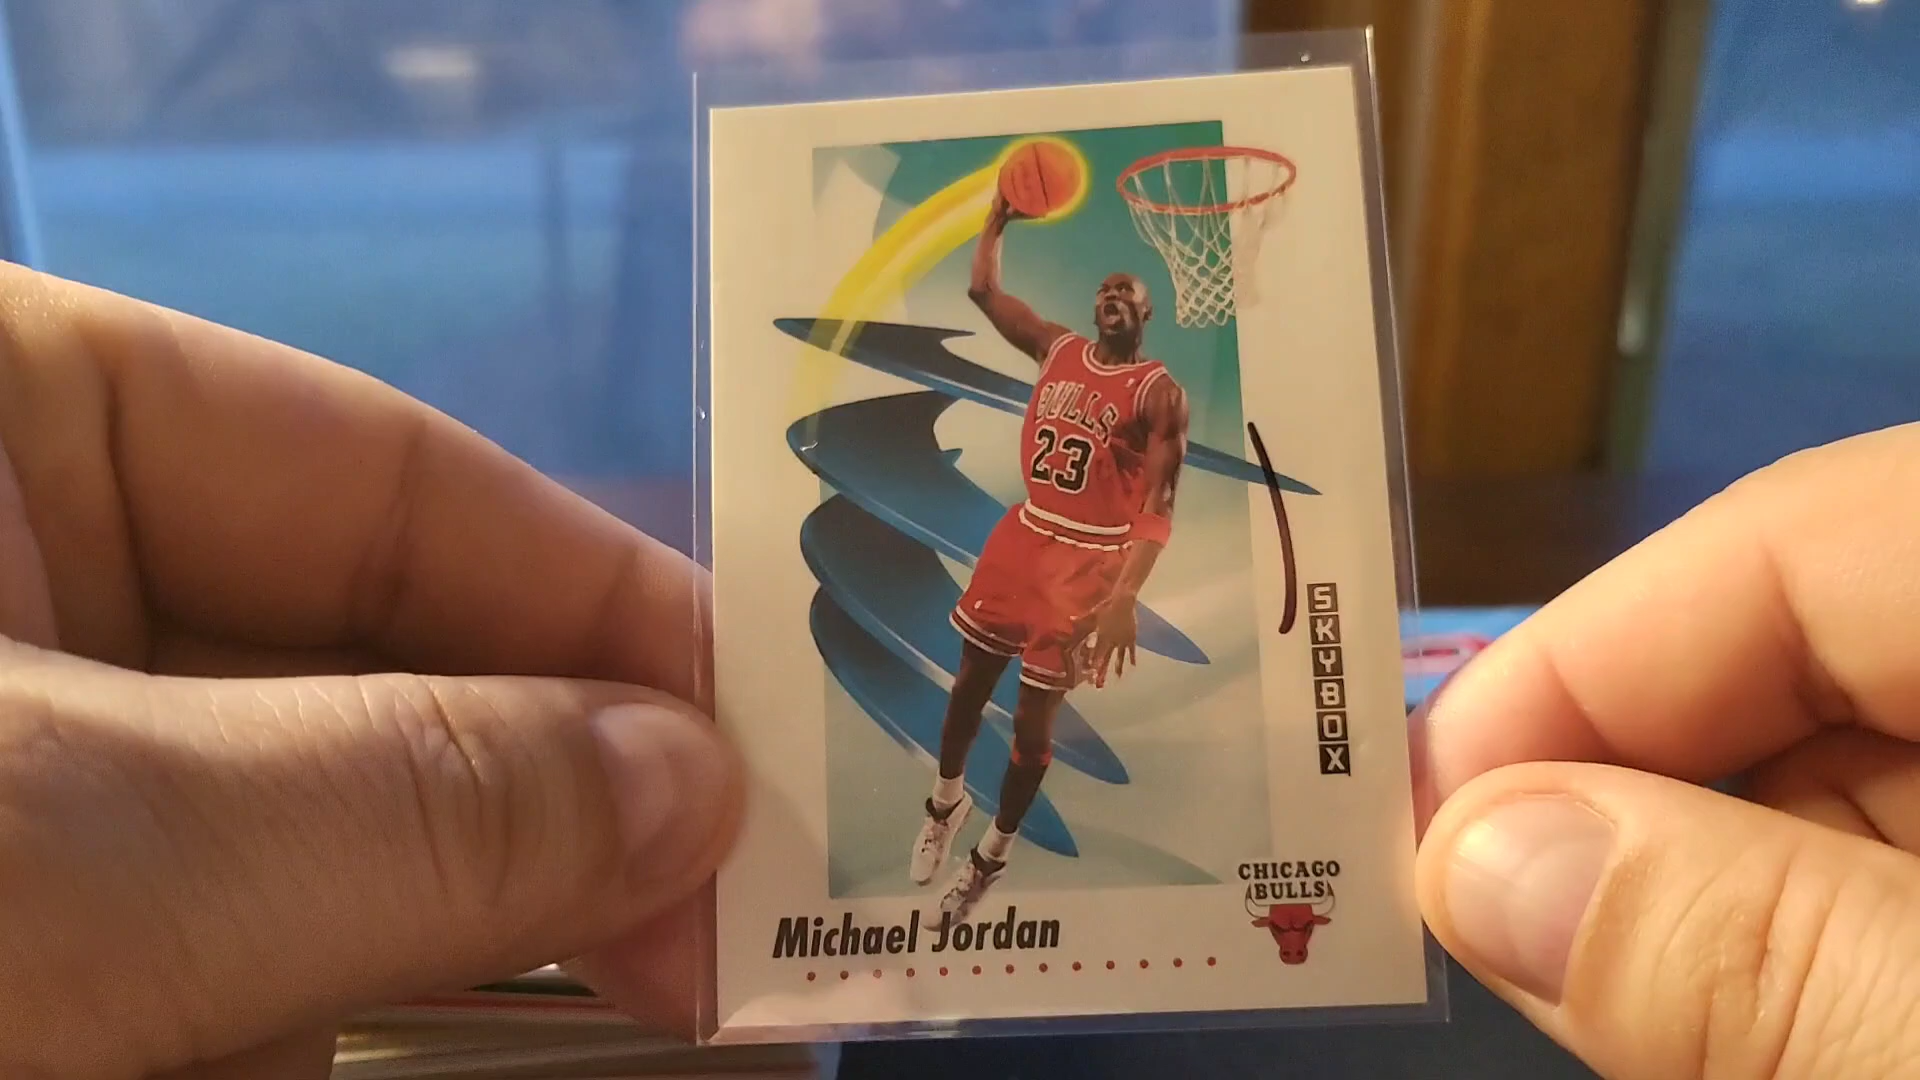 BULLS
23
SKYBOX
CHICAGO
BULLS
Michael Jordan